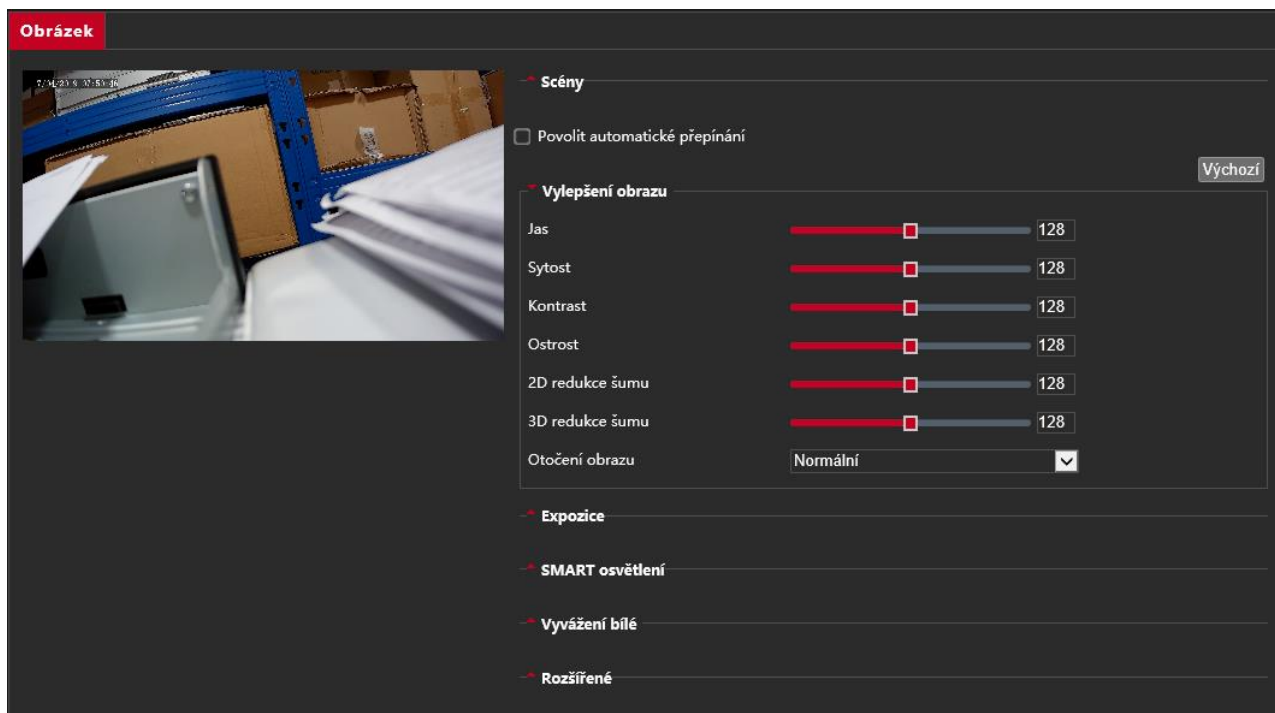 Obrázek
Scény
Povolit automatické přepínání
Výchozí
Vylepšení obrazu
Jas 128
Sytost 128
Kontrast 128
Ostrost 128
2D redukce šumu 128
3D redukce šumu 128
Otočení obrazu Normální
Expozice
SMART osvětlení
Vyvážení bílé
Rozšířené